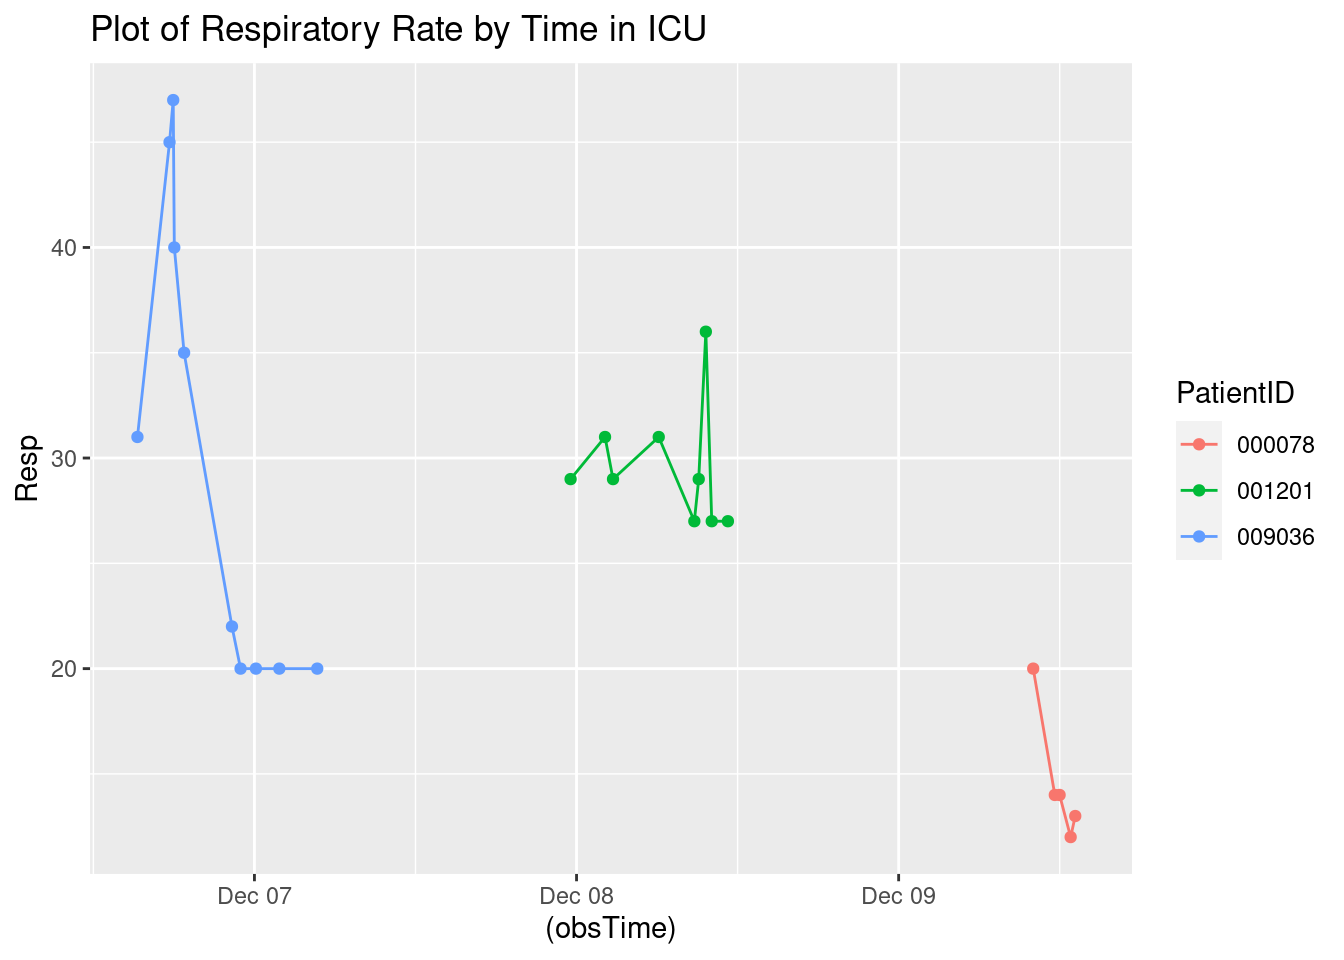 Plot of Respiratory Rate by Time in ICU
Resp
40
30
20
Dec 07
Dec 08
Dec 09
(obsTime)
PatientID
000078
001201
009036